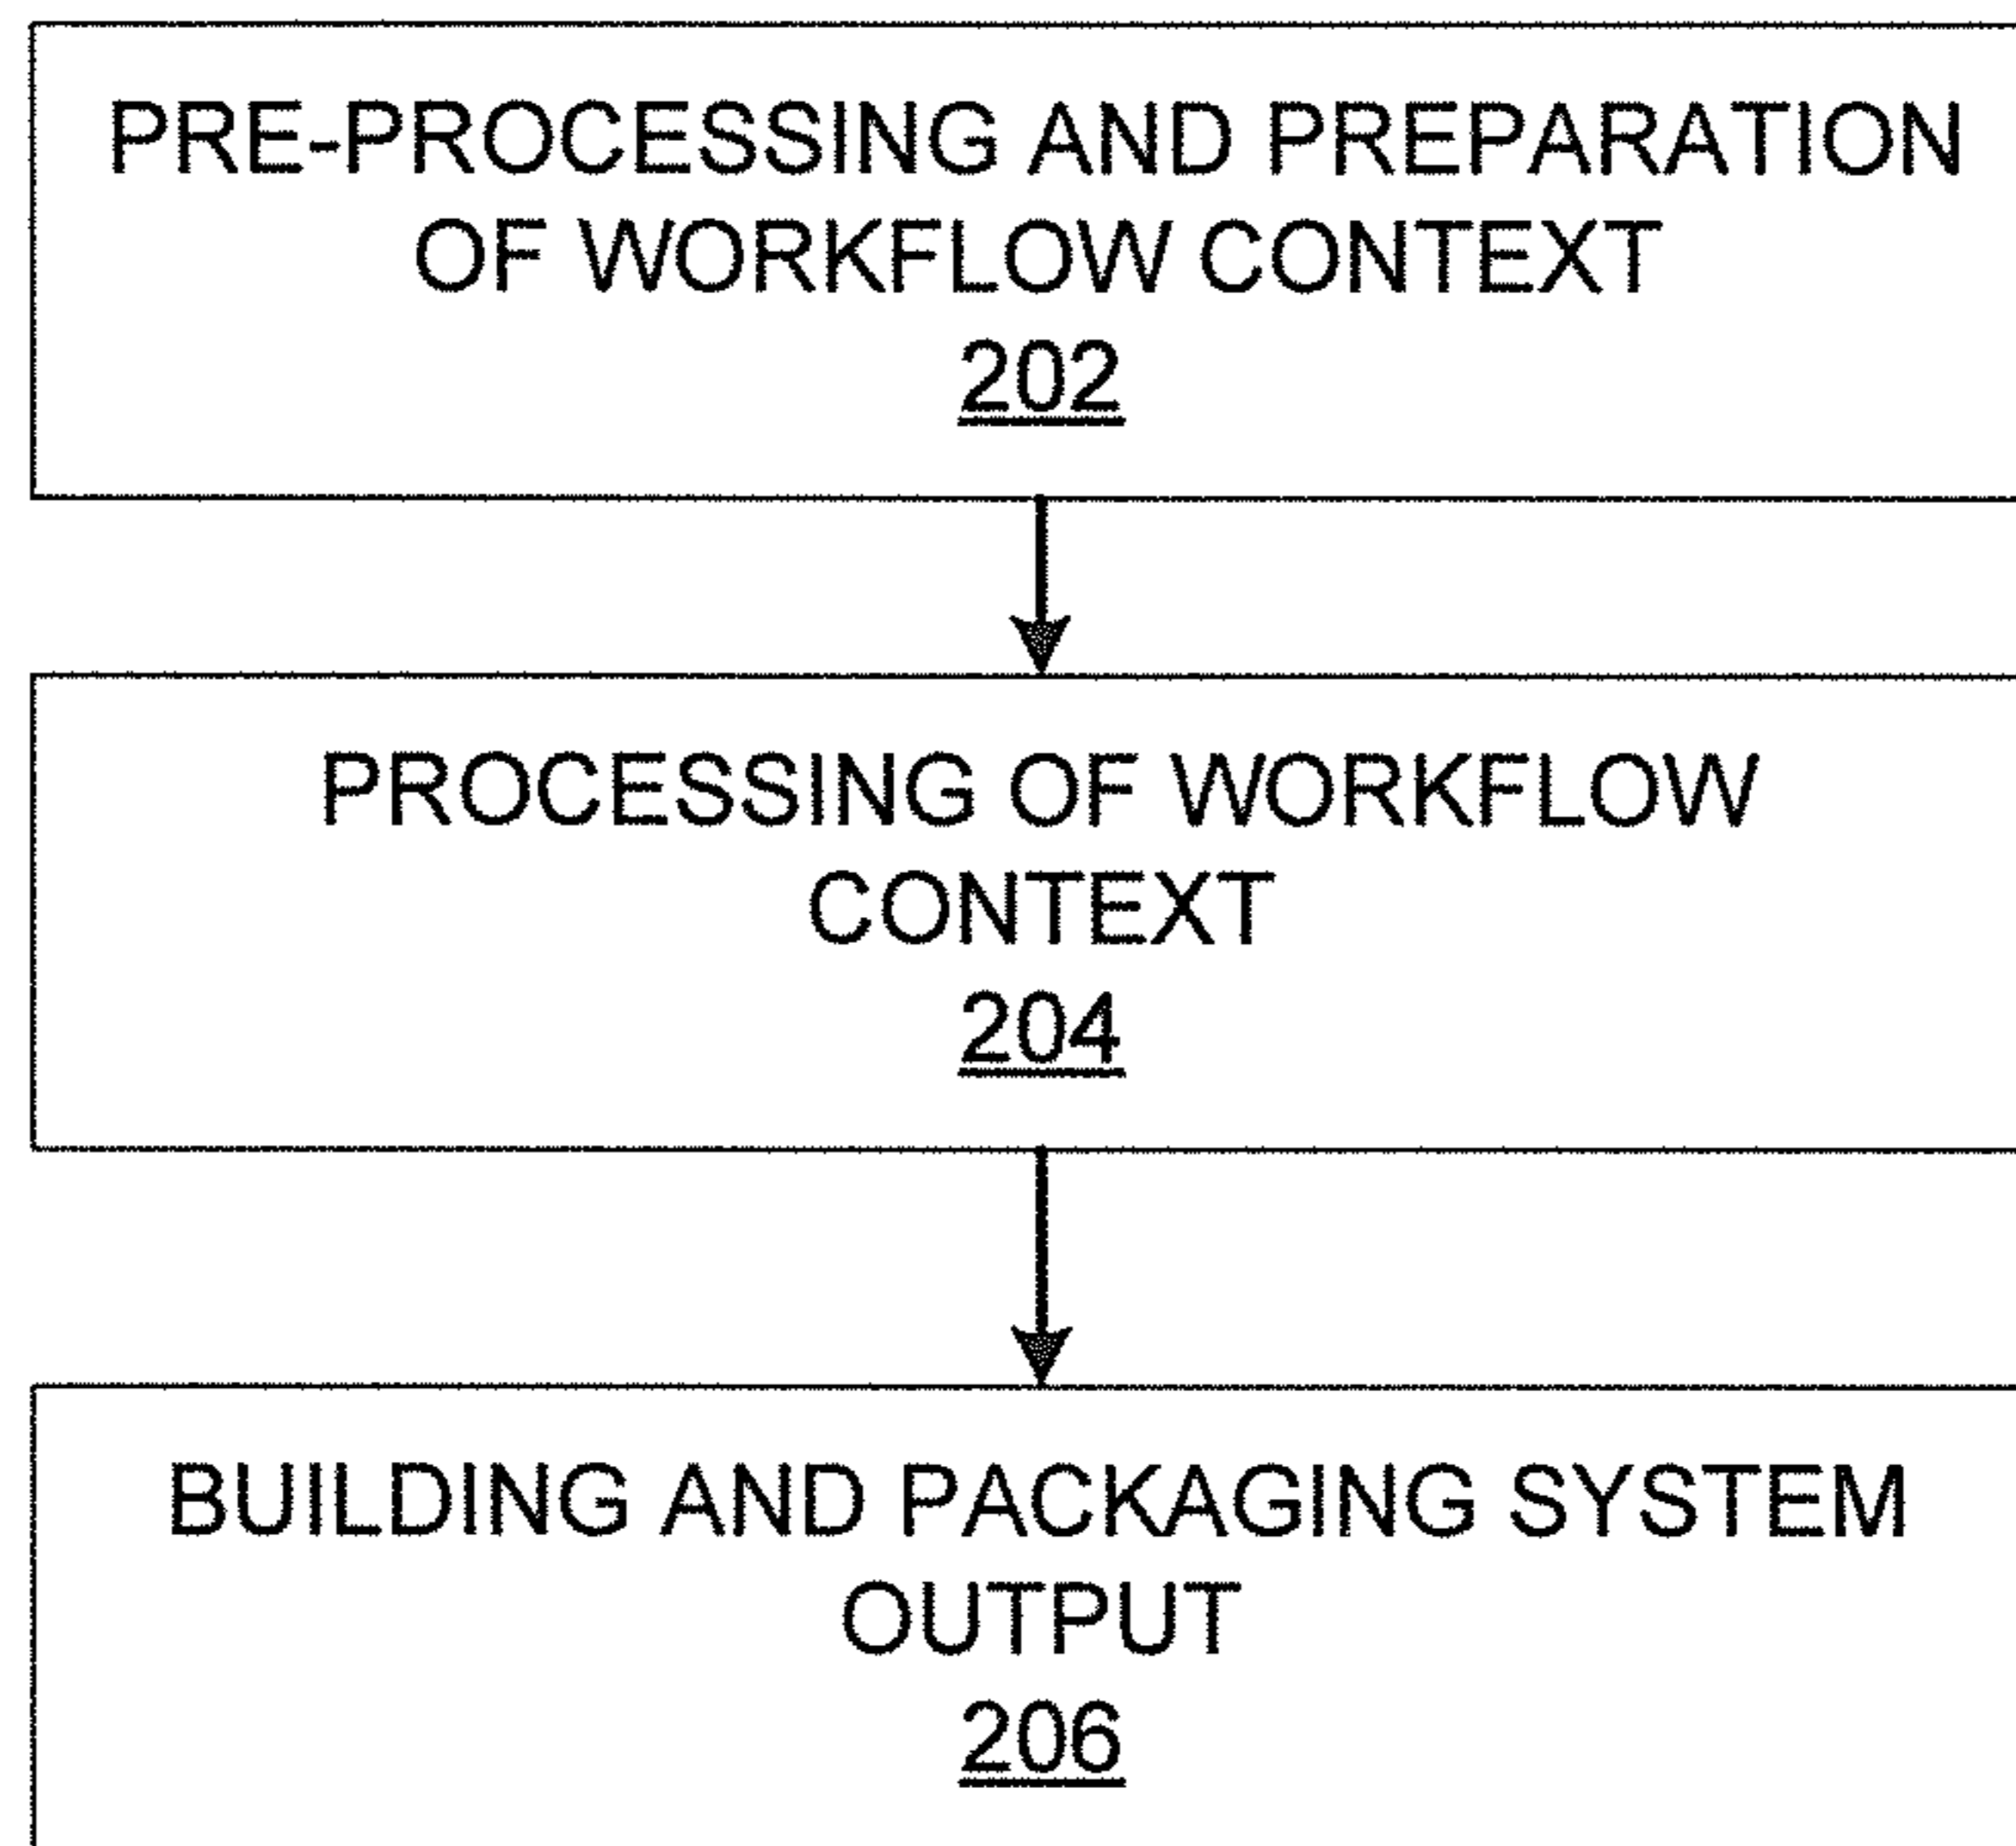 PRE-PROCESSING AND PREPARATION
OF WORKFLOW CONTEXT
202
PROCESSING OF WORKFLOW
CONTEXT
204
BUILDING AND PACKAGING SYSTEM
OUTPUT
206